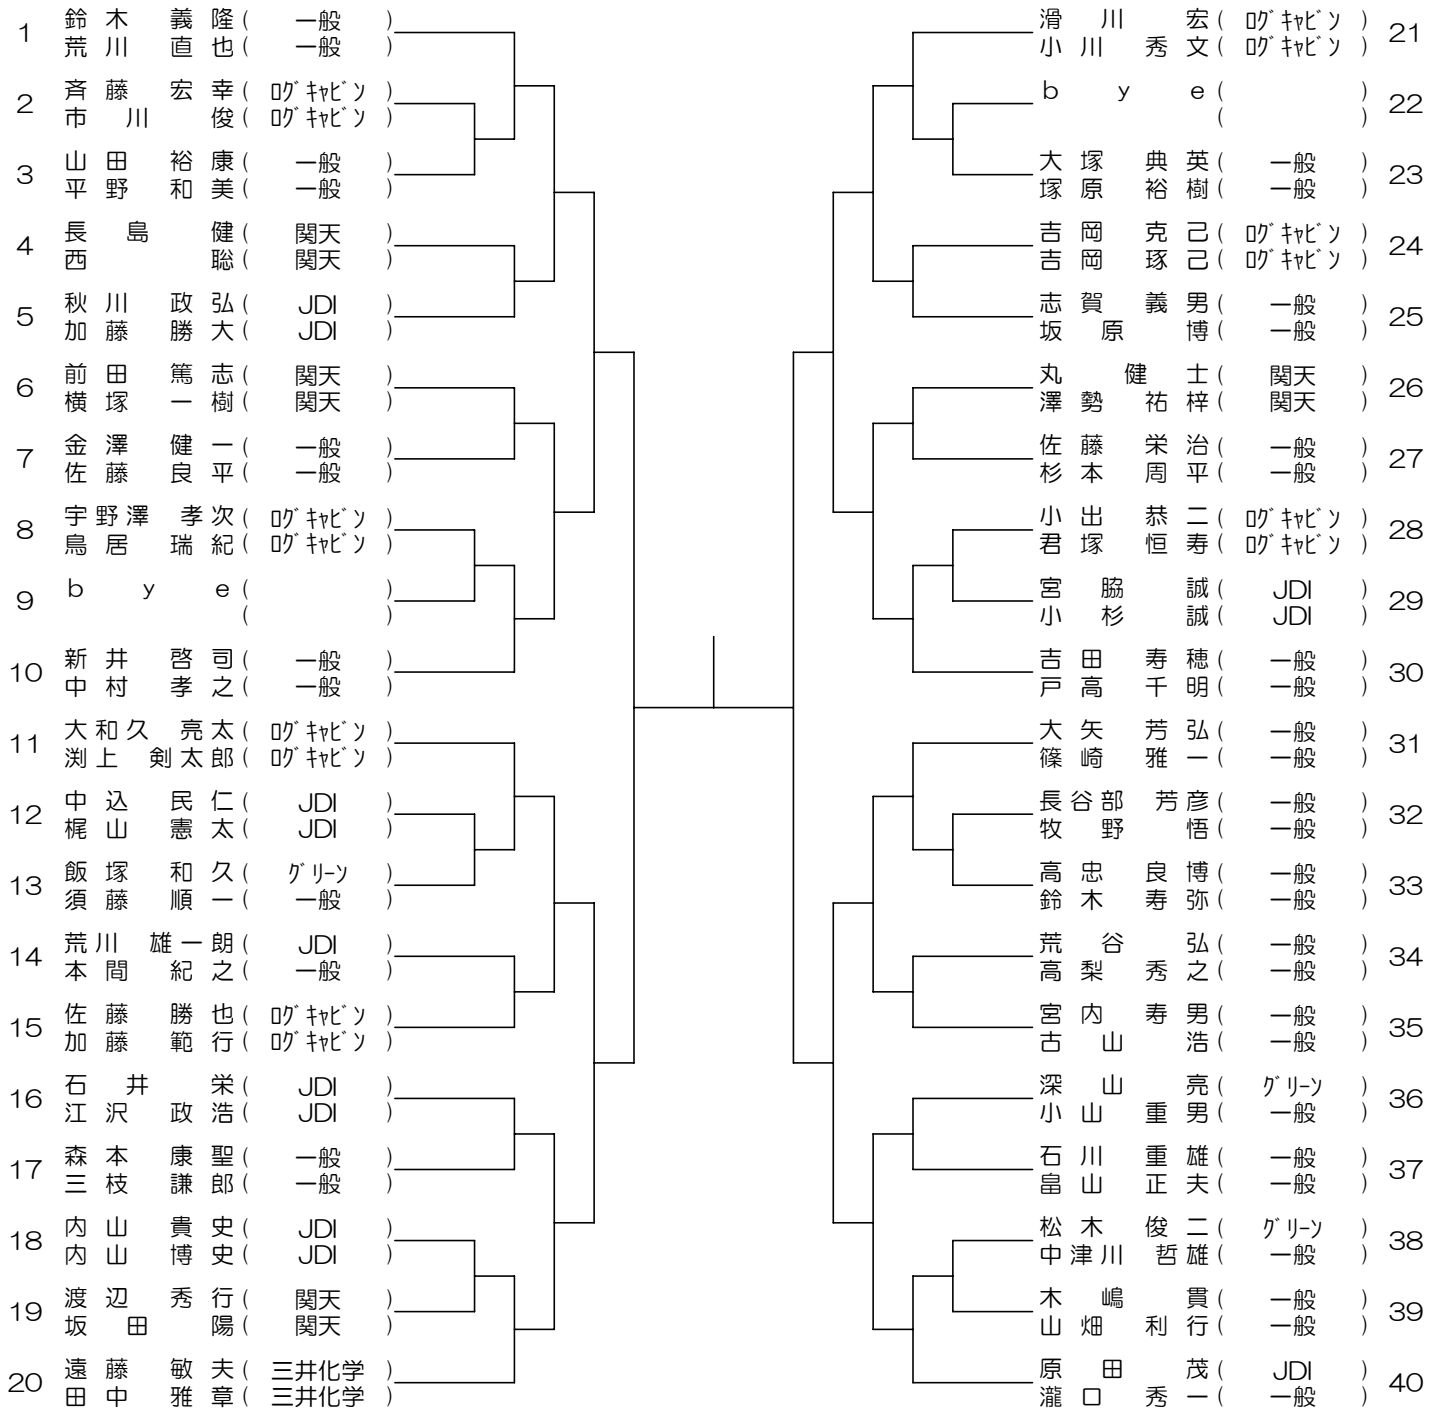 1 鈴木 義隆( 一般 )
荒川 直也( 一般 )
2 斉藤 宏幸( ログキャビン )
市川 俊( ログキャビン )
3 山田 裕康( 一般 )
平野 和美( 一般 )
4 長島 健( 関天 )
西 聡( 関天 )
5 秋川 政弘( JDI )
加藤 勝大( JDI )
6 前田 篤志( 関天 )
横塚 一樹( 関天 )
7 金澤 健一( 一般 )
佐藤 良平( 一般 )
8 宇野澤 孝次( ログキャビン )
鳥居 瑞紀( ログキャビン )
9 bye( )
( )
10 新井 啓司( 一般 )
中村 孝之( 一般 )
11 大和久 亮太( ログキャビン )
渕上 剣太郎( ログキャビン )
12 中込 民仁( JDI )
梶山 憲太( JDI )
13 飯塚 和久( グリーン )
須藤 順一( 一般 )
14 荒川 雄一朗( JDI )
本間 紀之( 一般 )
15 佐藤 勝也( ログキャビン )
加藤 範行( ログキャビン )
16 石井 栄( JDI )
江沢 政浩( JDI )
17 森本 康聖( 一般 )
三枝 謙郎( 一般 )
18 内山 貴史( JDI )
内山 博史( JDI )
19 渡辺 秀行( 関天 )
坂田 陽( 関天 )
20 遠藤 敏夫( 三井化学 )
田中 雅章( 三井化学 )
滑川 宏( ログキャビン ) 21
小川 秀文( ログキャビン )
bye( ) 22
( )
大塚 典英( 一般 ) 23
塚原 裕樹( 一般 )
吉岡 克己( ログキャビン ) 24
吉岡 琢己( ログキャビン )
志賀 義男( 一般 ) 25
坂原 博( 一般 )
丸 健士( 関天 ) 26
澤勢 祐梓( 関天 )
佐藤 栄治( 一般 ) 27
杉本 周平( 一般 )
小出 恭二( ログキャビン ) 28
君塚 恒寿( ログキャビン )
宮脇 誠( JDI ) 29
小杉 誠( JDI )
吉田 寿穂( 一般 ) 30
戸高 千明( 一般 )
大矢 芳弘( 一般 ) 31
篠崎 雅一( 一般 )
長谷部 芳彦( 一般 ) 32
牧野 悟( 一般 )
高忠 良博( 一般 ) 33
鈴木 寿弥( 一般 )
荒谷 弘( 一般 ) 34
高梨 秀之( 一般 )
宮内 寿男( 一般 ) 35
古山 浩( 一般 )
深山 亮( グリーン ) 36
小山 重男( 一般 )
石川 重雄( 一般 ) 37
畠山 正夫( 一般 )
松木 俊二( グリーン ) 38
中津川 哲雄( 一般 )
木嶋 貫( 一般 ) 39
山畑 利行( 一般 )
原田 茂( JDI ) 40
瀧口 秀一( 一般 )